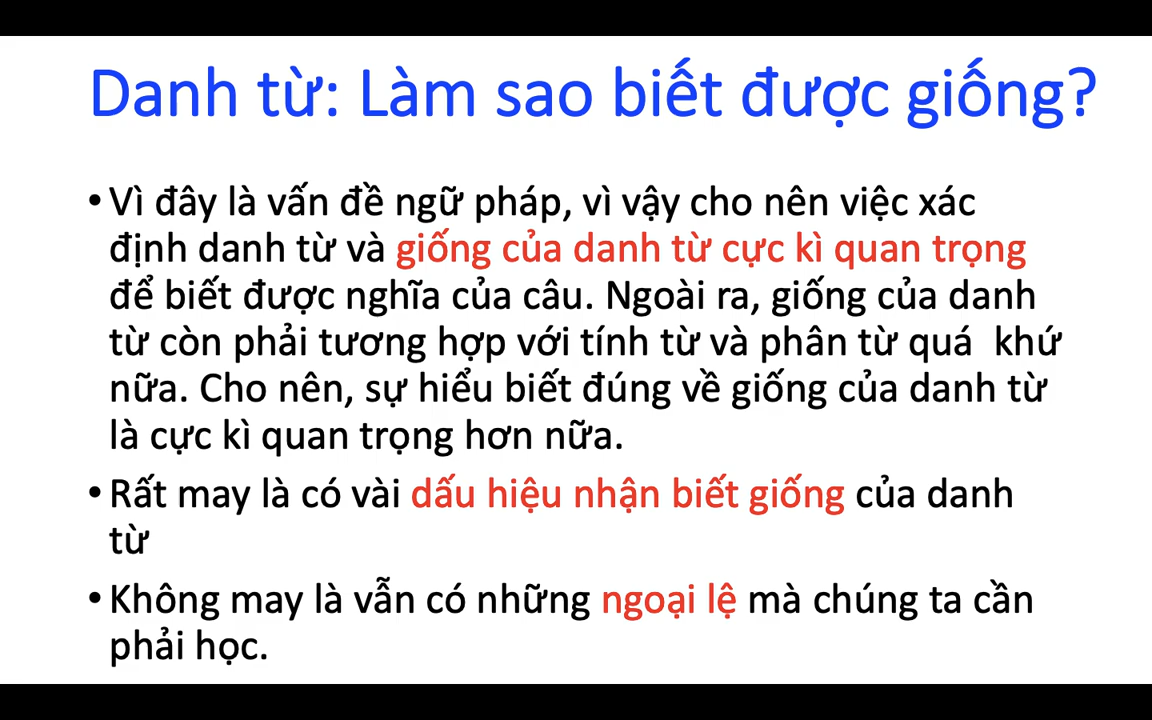 Danh từ: Làm sao biết được giống?
• Vì đây là vấn đề ngữ pháp, vì vậy cho nên việc xác
định danh từ và giống của danh từ cực kì quan trọng
để biết được nghĩa của câu. Ngoài ra, giống của danh
từ còn phải tương hợp với tính từ và phân từ quá khứ
nữa. Cho nên, sự hiểu biết đúng về giống của danh từ
là cực kì quan trọng hơn nữa.
• Rất may là có vài dấu hiệu nhận biết giống của danh
từ
• Không may là vẫn có những ngoại lệ mà chúng ta cần
phải học.